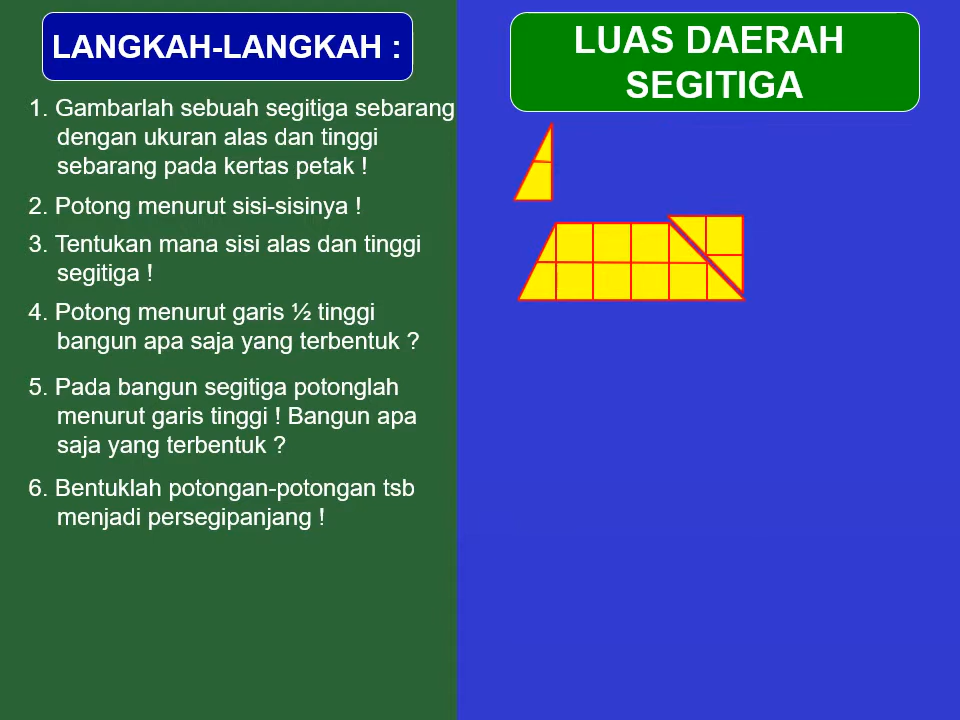 LANGKAH-LANGKAH :
1. Gambarlah sebuah segitiga sebarang
dengan ukuran alas dan tinggi
sebarang pada kertas petak !
2. Potong menurut sisi-sisinya !
3. Tentukan mana sisi alas dan tinggi
segitiga !
4. Potong menurut garis ½ tinggi
bangun apa saja yang terbentuk ?
5. Pada bangun segitiga potonglah
menurut garis tinggi ! Bangun apa
saja yang terbentuk ?
6. Bentuklah potongan-potongan tsb
menjadi persegipanjang !
LUAS DAERAH
SEGITIGA